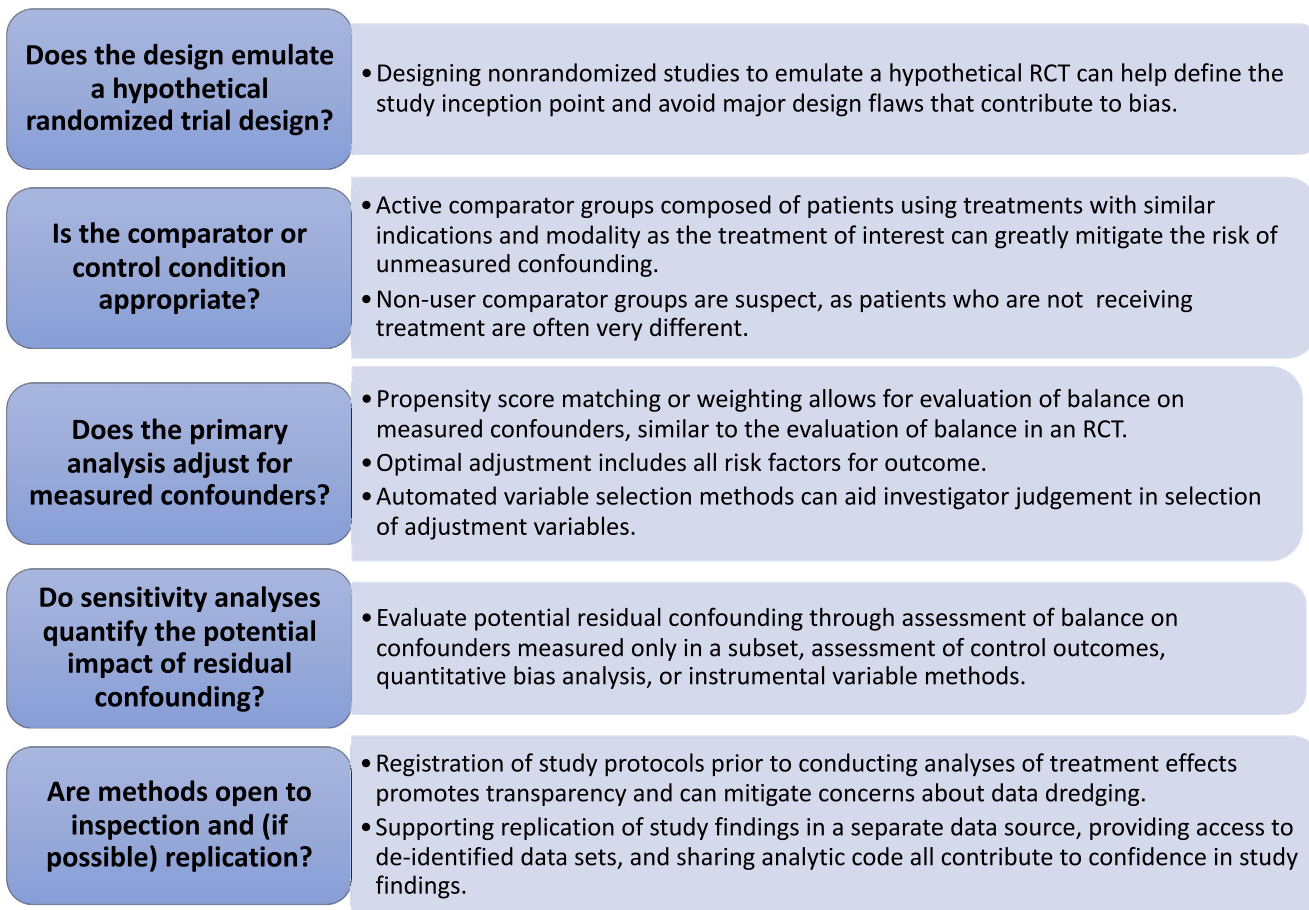 Does the design emulate
a hypothetical
randomized trial design?
• Designing nonrandomized studies to emulate a hypothetical RCT can help define the
study inception point and avoid major design flaws that contribute to bias.
Is the comparator or
control condition
appropriate?
• Active comparator groups composed of patients using treatments with similar
indications and modality as the treatment of interest can greatly mitigate the risk of
unmeasured confounding.
• Non-user comparator groups are suspect, as patients who are not receiving
treatment are often very different.
Does the primary
analysis adjust for
measured confounders?
• Propensity score matching or weighting allows for evaluation of balance on
measured confounders, similar to the evaluation of balance in an RCT.
• Optimal adjustment includes all risk factors for outcome.
• Automated variable selection methods can aid investigator judgement in selection
of adjustment variables.
Do sensitivity analyses
quantify the potential
impact of residual
confounding?
• Evaluate potential residual confounding through assessment of balance on
confounders measured only in a subset, assessment of control outcomes,
quantitative bias analysis, or instrumental variable methods.
Are methods open to
inspection and (if
possible) replication?
• Registration of study protocols prior to conducting analyses of treatment effects
promotes transparency and can mitigate concerns about data dredging.
• Supporting replication of study findings in a separate data source, providing access to
de-identified data sets, and sharing analytic code all contribute to confidence in study
findings.